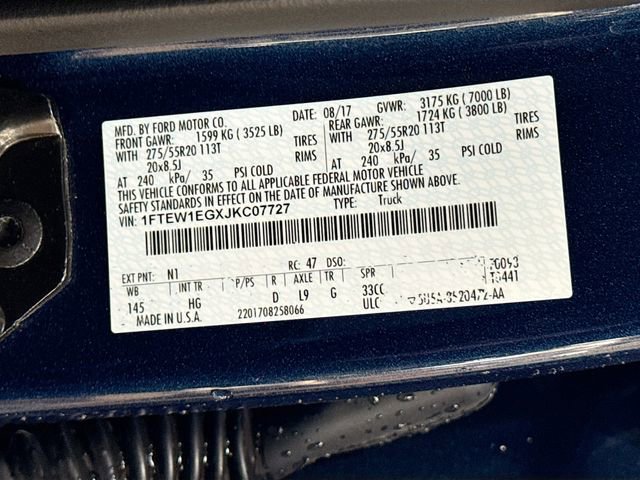 MFD. BY FORD MOTOR CO. DATE: 08/17 GVWR: 3175 KG ( 7000 LB)
FRONT GAWR: 1599 KG ( 3525 LB) REAR GAWR: 1724 KG ( 3800 LB)
WITH 275/55R20 113T TIRES WITH 275/55R20 113T TIRES
20x8.5J RIMS 20x8.5J RIMS
AT 240 kPa/ 35 PSI COLD AT 240 kPa/ 35 PSI COLD
THIS VEHICLE CONFORMS TO ALL APPLICABLE FEDERAL MOTOR VEHICLE
SAFETY STANDARDS IN EFFECT ON THE DATE OF MANUFACTURE SHOWN ABOVE.
VIN: 1FTEW1EGXJKC07727 TYPE: Truck
EXT PNT: N1 RC: 47 DSO:
WB INT TR P/PS R AXLE TR SPR
145 HG D L9 G 33CC
MADE IN U.S.A. 2201708258066 ULC